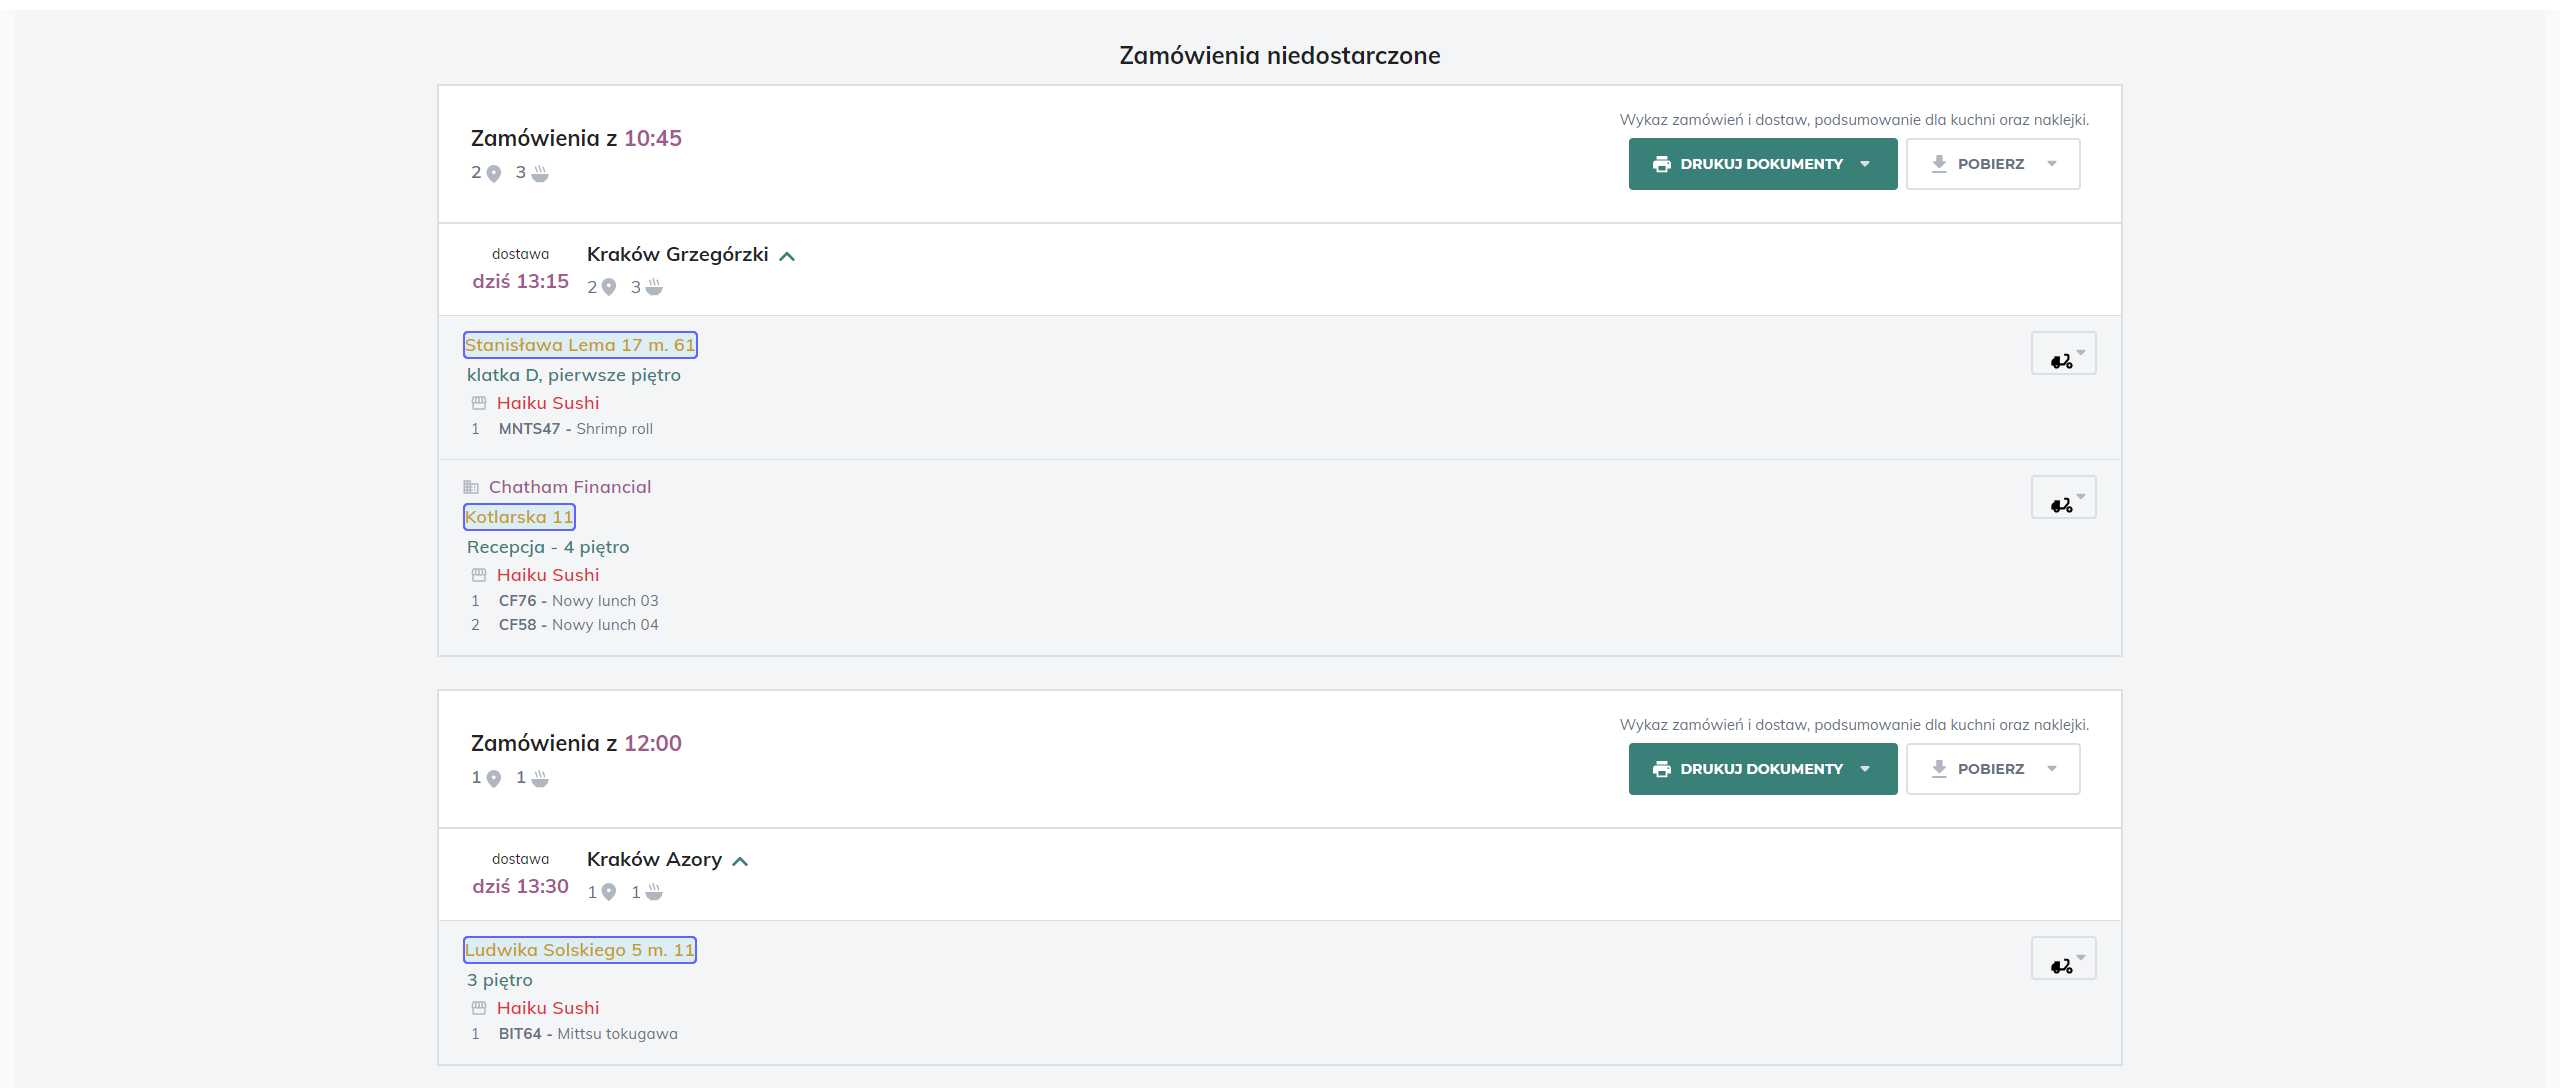 Zamówienia niedostarczone
Zamówienia z 10:45
2 3
Wykaz zamówień i dostaw, podsumowanie dla kuchni oraz naklejki.
DRUKUJ DOKUMENTY
POBIERZ
dostawa
dziś 13:15
Kraków Grzegórzki
2 3
Stanisława Lema 17 m. 61
klatka D, pierwsze piętro
Haiku Sushi
1 MNTS47 - Shrimp roll
Chatham Financial
Kotlarska 11
Recepcja - 4 piętro
Haiku Sushi
1 CF76 - Nowy lunch 03
2 CF58 - Nowy lunch 04
Zamówienia z 12:00
1 1
Wykaz zamówień i dostaw, podsumowanie dla kuchni oraz naklejki.
DRUKUJ DOKUMENTY
POBIERZ
dostawa
dziś 13:30
Kraków Azory
1 1
Ludwika Solskiego 5 m. 11
3 piętro
Haiku Sushi
1 BIT64 - Mittsu tokugawa